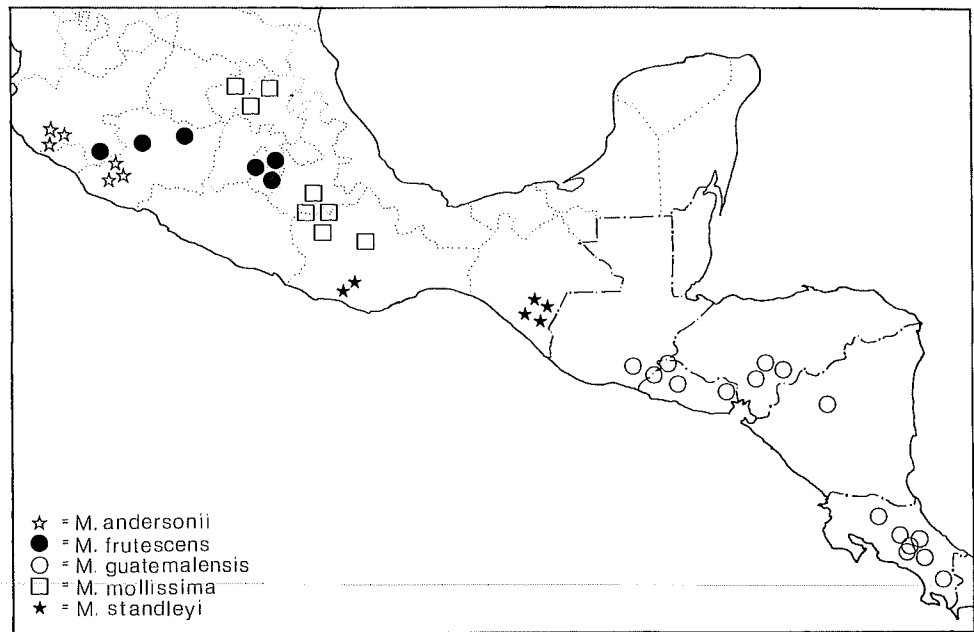 ☆ = M. andersonii
● = M. frutescens
○ = M. guatemalensis
□ = M. mollissima
★ = M. standleyi